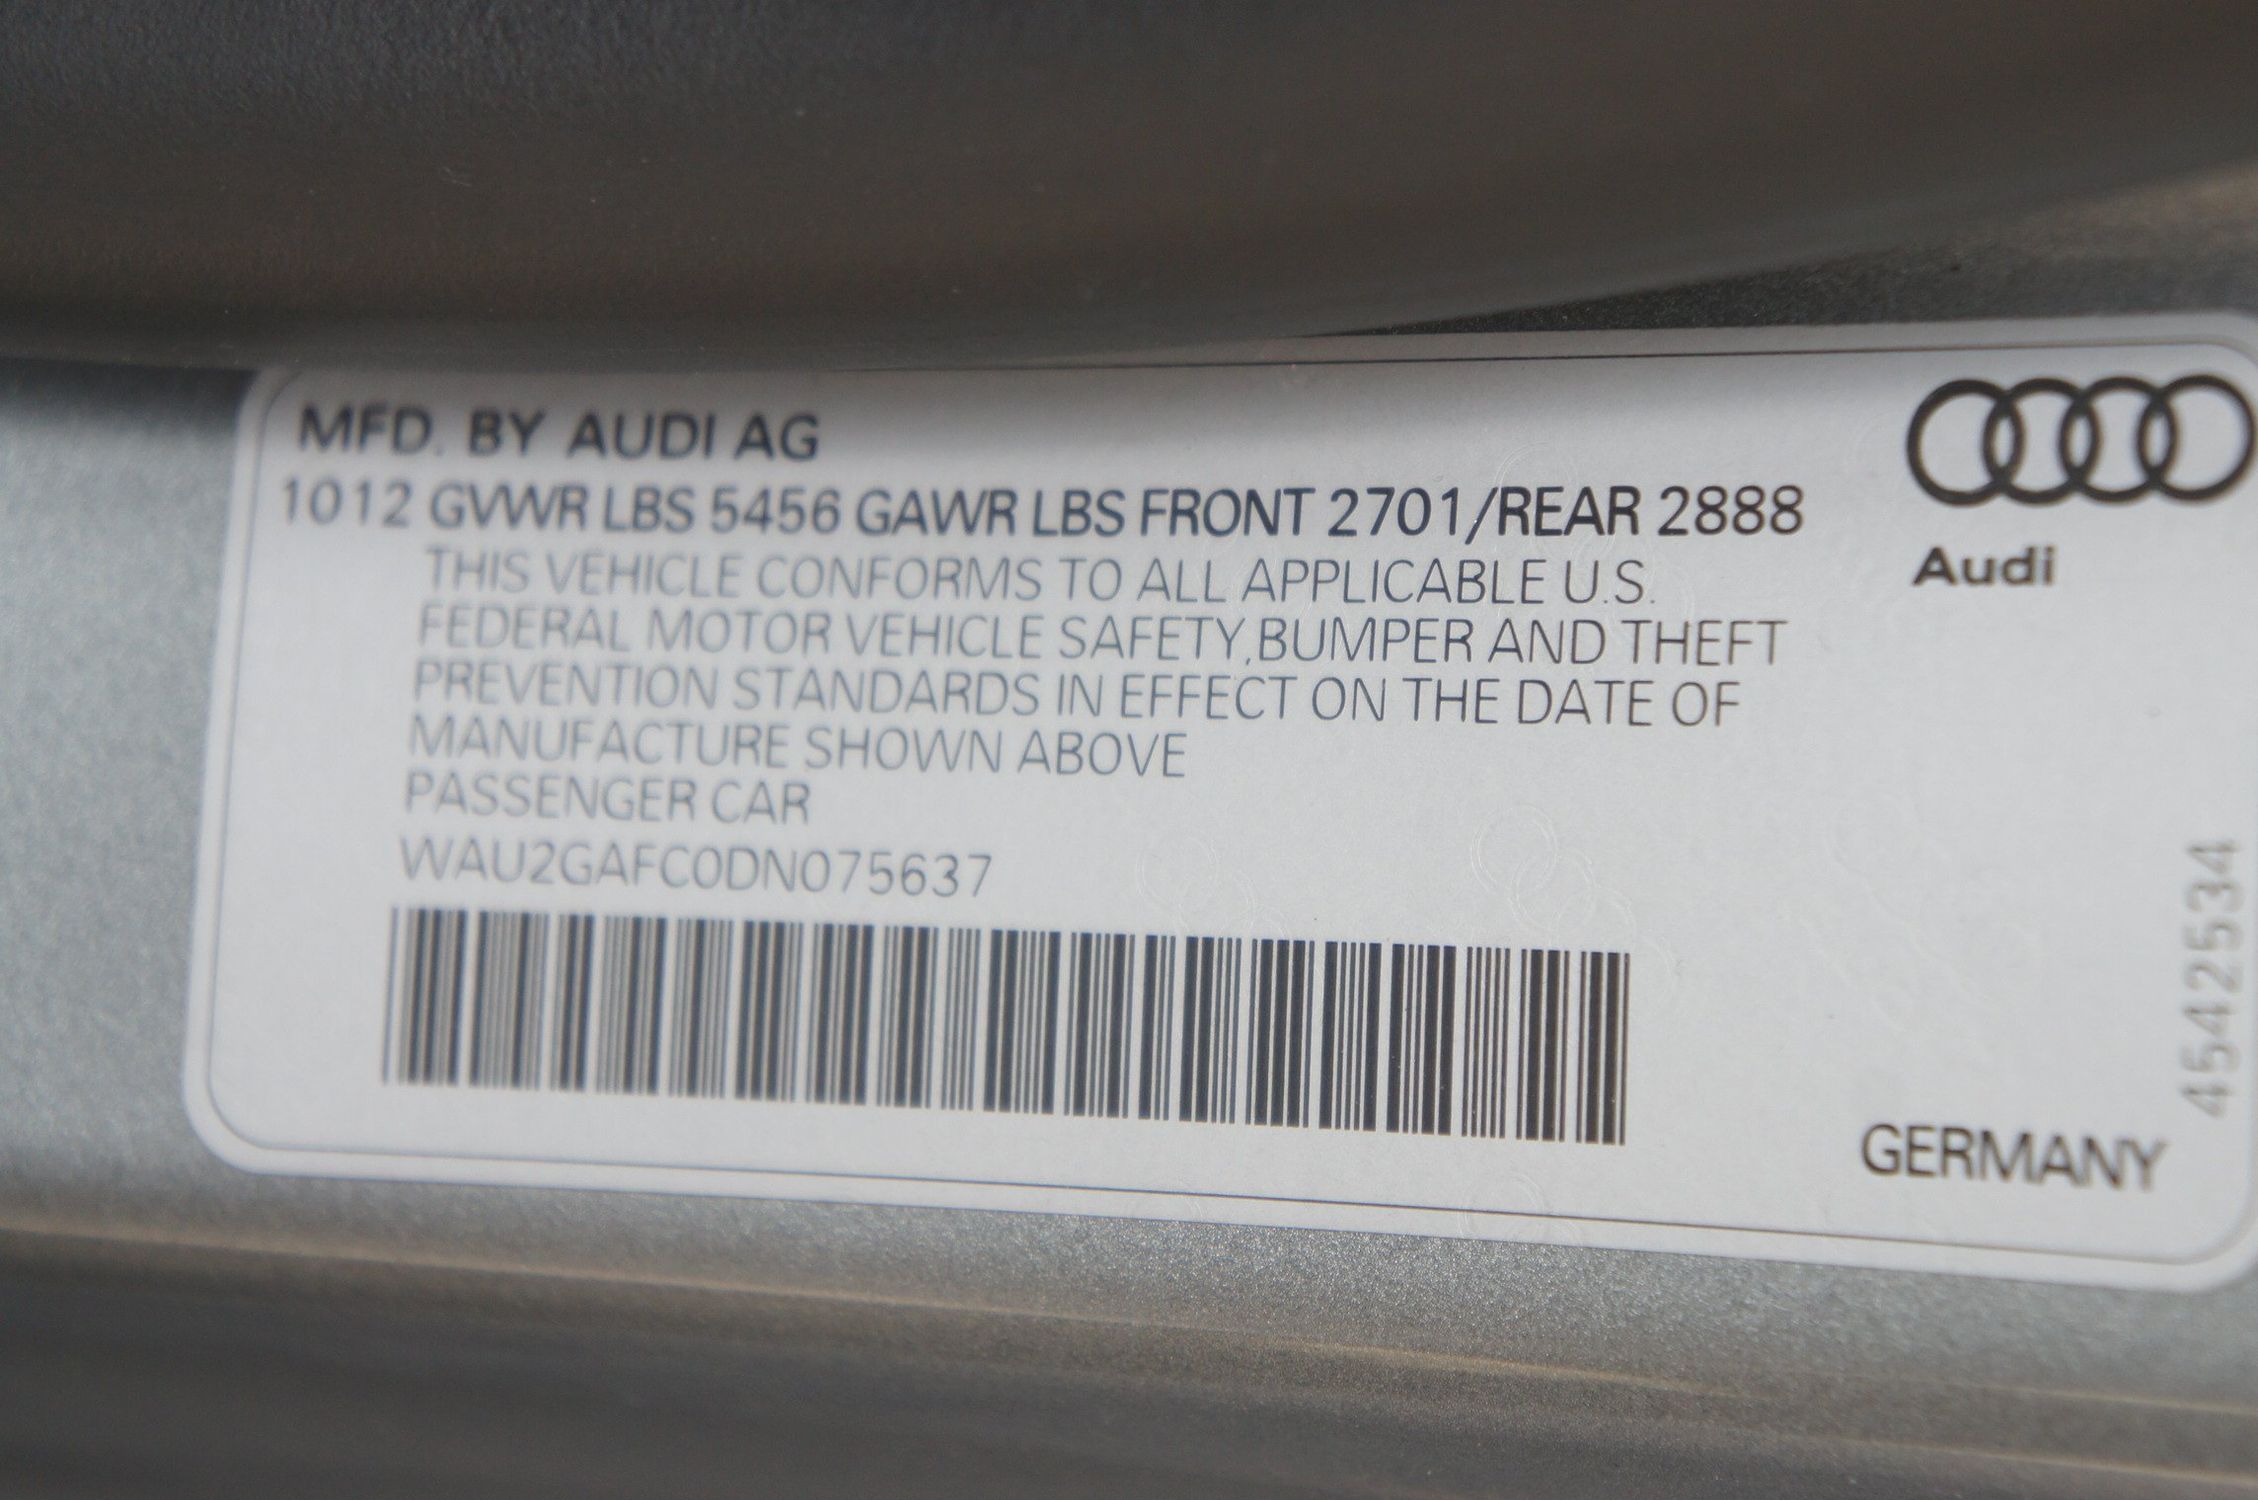 MFD. BY AUDI AG
1012 GVWR LBS 5456 GAWR LBS FRONT 2701/REAR 2888
THIS VEHICLE CONFORMS TO ALL APPLICABLE U.S.
FEDERAL MOTOR VEHICLE SAFETY,BUMPER AND THEFT
PREVENTION STANDARDS IN EFFECT ON THE DATE OF
MANUFACTURE SHOWN ABOVE
PASSENGER CAR
WAU2GAFC0DN075637
Audi
4542534
GERMANY